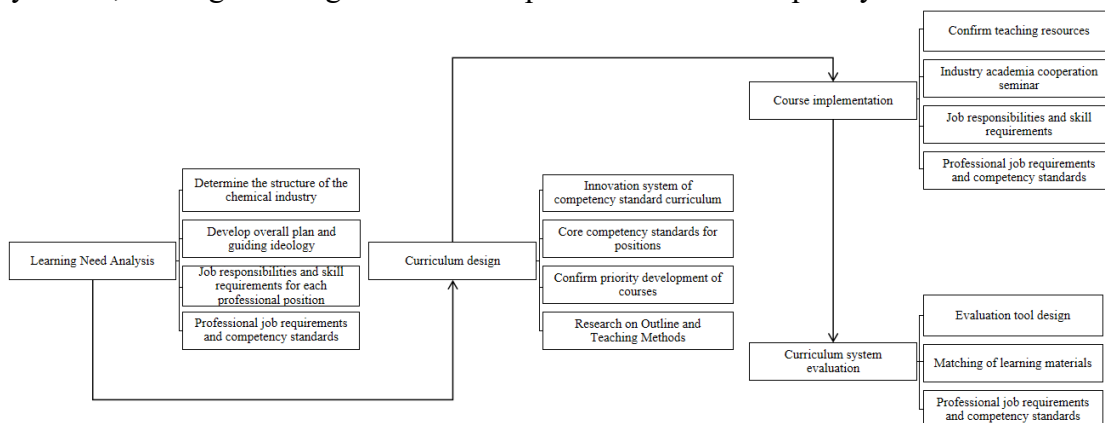 Confirm teaching resources
Industry academia cooperation
seminar
Course implementation
Job responsibilities and skill
requirements
Professional job requirements
and competency standards
Determine the structure of the
chemical industry
Develop overall plan and
guiding ideology
Learning Need Analysis
Job responsibilities and skill
requirements for each
professional position
Professional job requirements
and competency standards
Innovation system of
competency standard curriculum
Core competency standards for
positions
Curriculum design
Confirm priority development of
courses
Research on Outline and
Teaching Methods
Evaluation tool design
Curriculum system
evaluation
Matching of learning materials
Professional job requirements
and competency standards